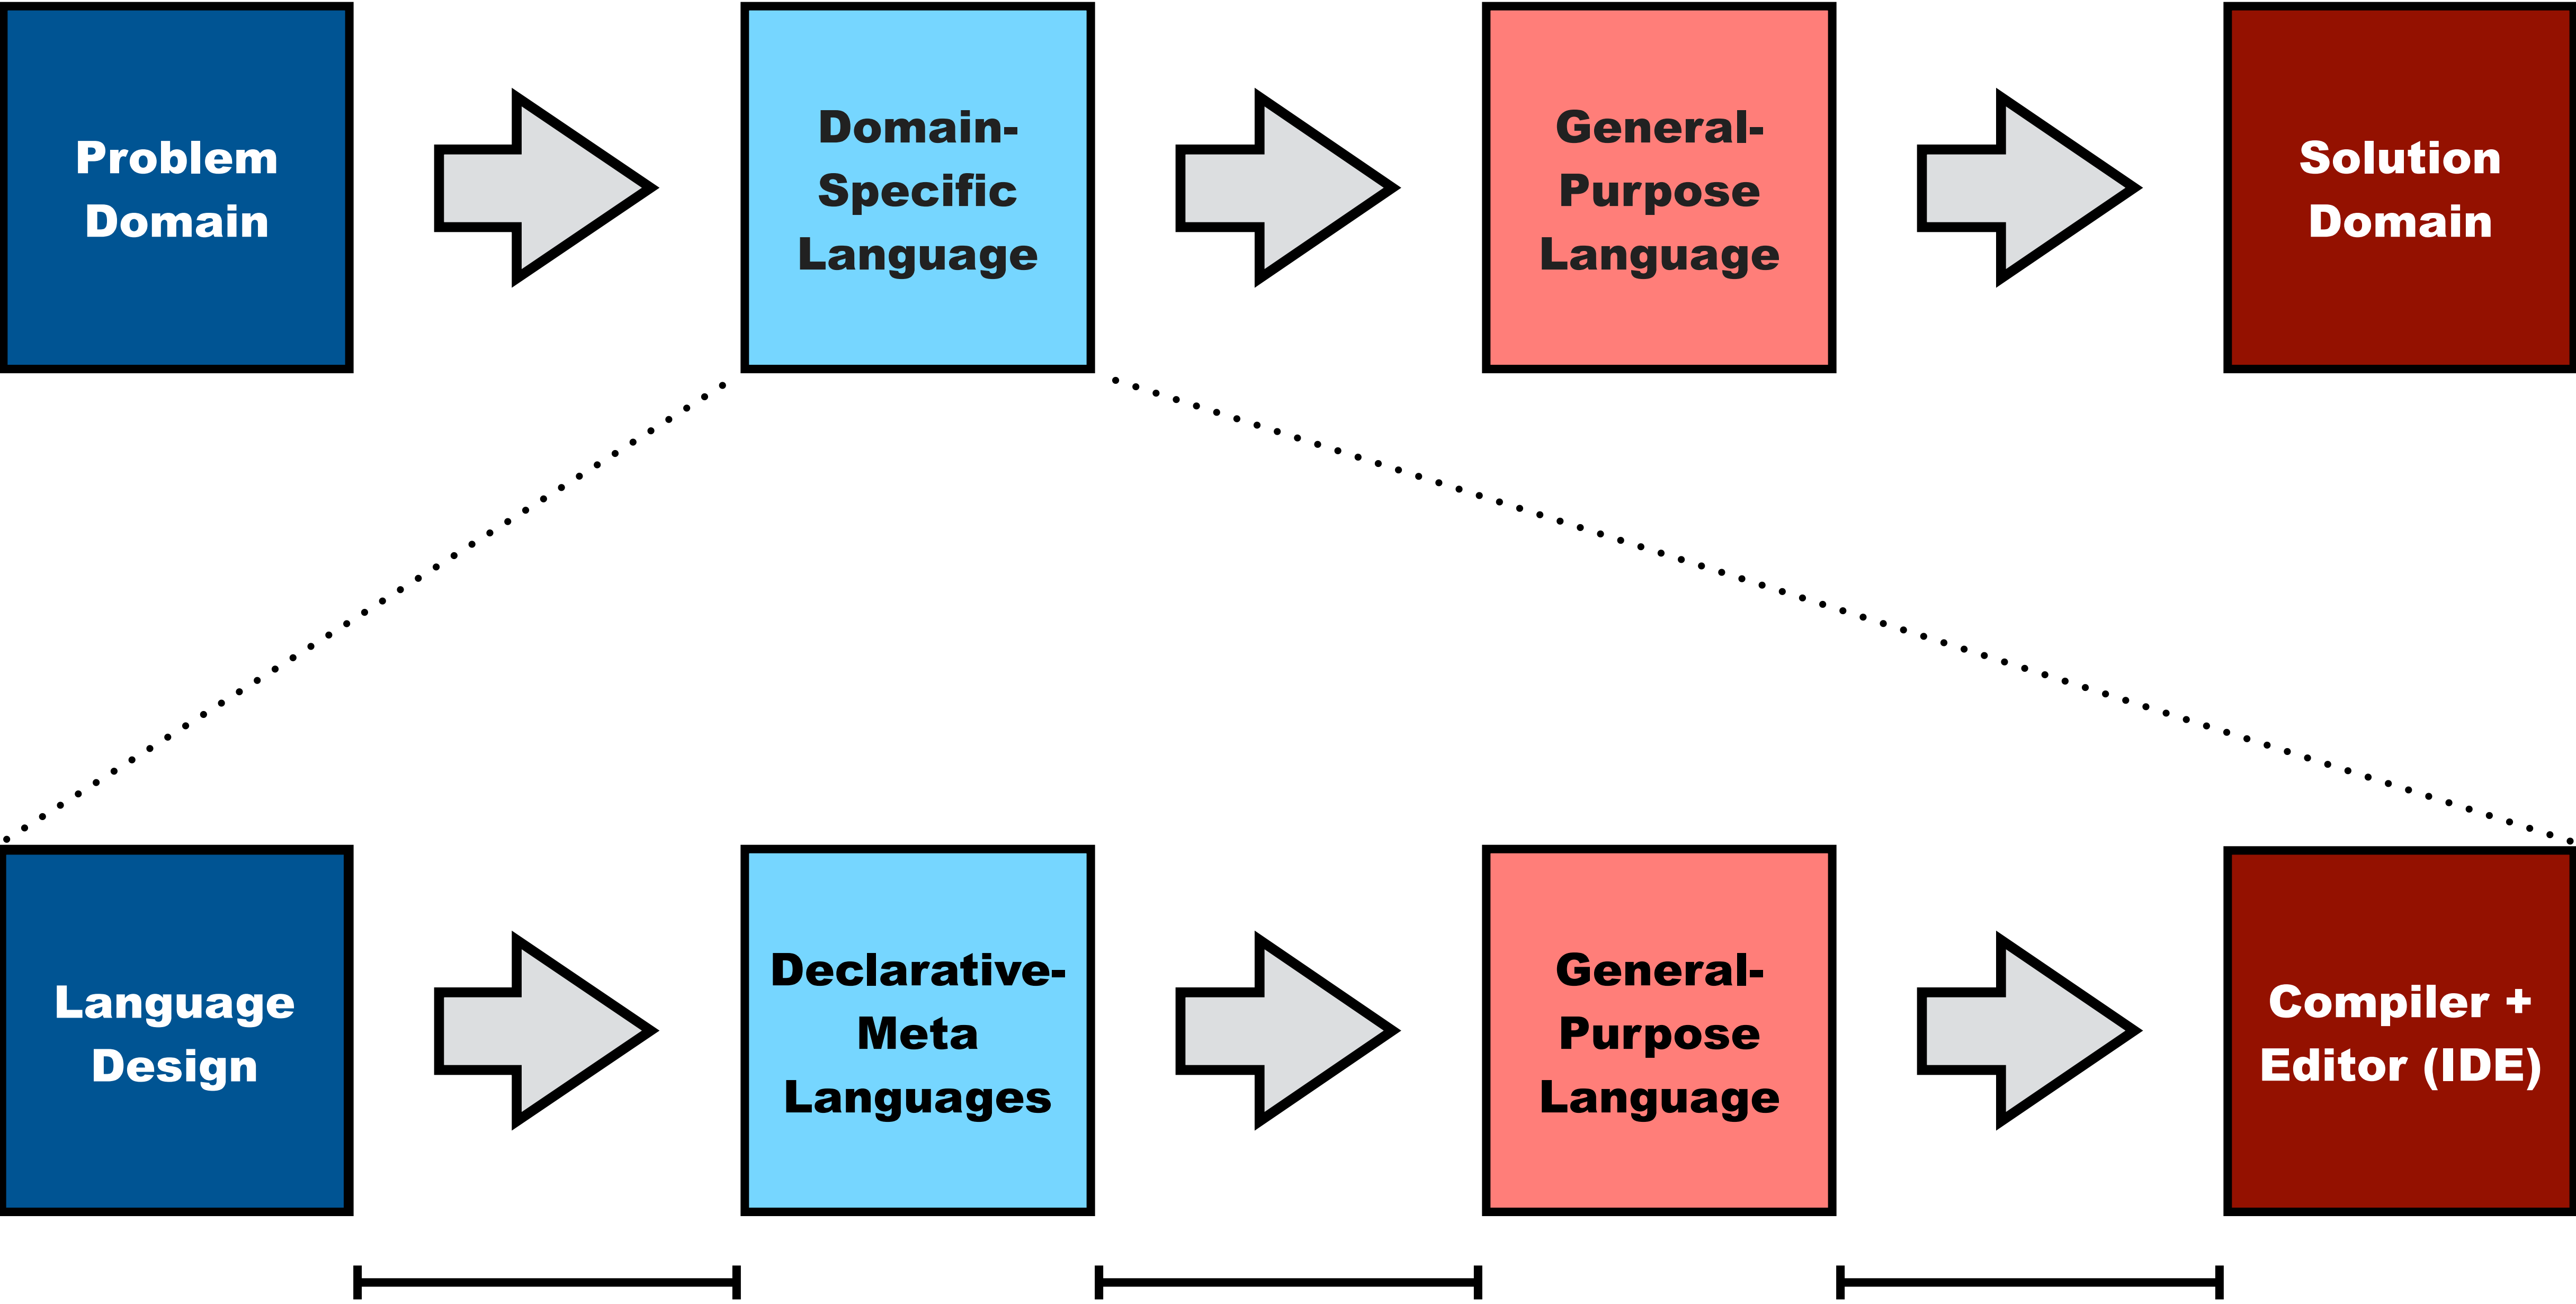 Problem
Domain
Domain-
Specific
Language
General-
Purpose
Language
Solution
Domain
Language
Design
Declarative-
Meta
Languages
General-
Purpose
Language
Compiler +
Editor (IDE)